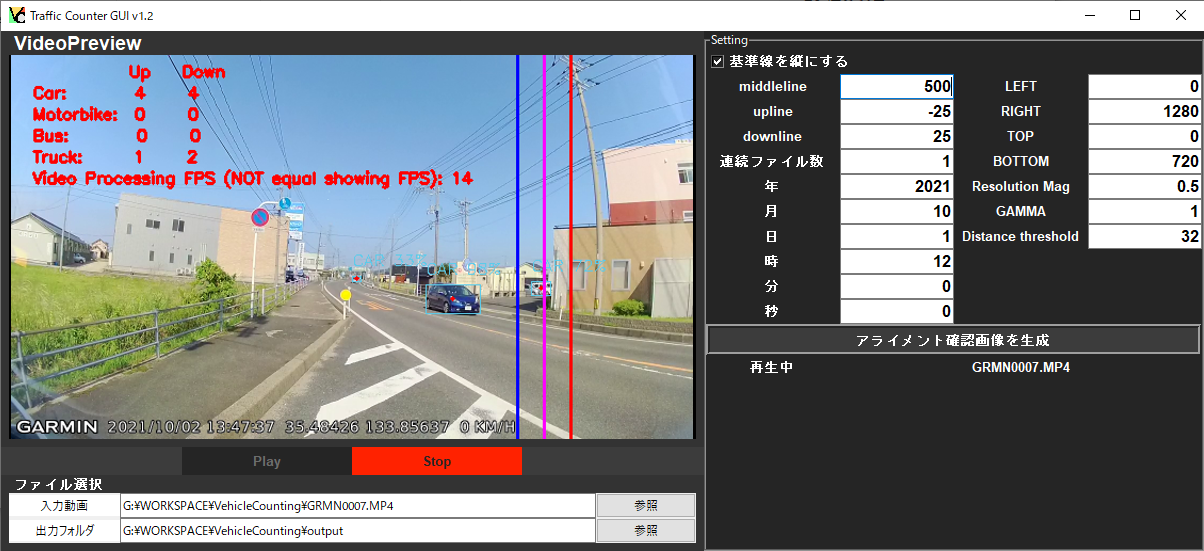 Traffic Counter GUI v1.2
VideoPreview
Up Down
Car: 4 4
Motorbike: 0 0
Bus: 0 0
Truck: 1 2
Video Processing FPS (NOT equal showing FPS): 14
CAR 33%
CAR
CAR 72%
GARMIN 2021/10/02 13:47:37 35.48426 133.85637 0 KM/H
Play Stop
ファイル選択
入力動画 G:¥WORKSPACE¥VehicleCounting¥GRMN0007.MP4 参照
出力フォルダ G:¥WORKSPACE¥VehicleCounting¥output 参照
Setting
基準線を縦にする
middleline 500 LEFT 0
upline -25 RIGHT 1280
downline 25 TOP 0
連続ファイル数 1 BOTTOM 720
年 2021 Resolution Mag 0.5
月 10 GAMMA 1
日 1 Distance threshold 32
時 12
分 0
秒 0
アライメント確認画像を生成
再生中 GRMN0007.MP4